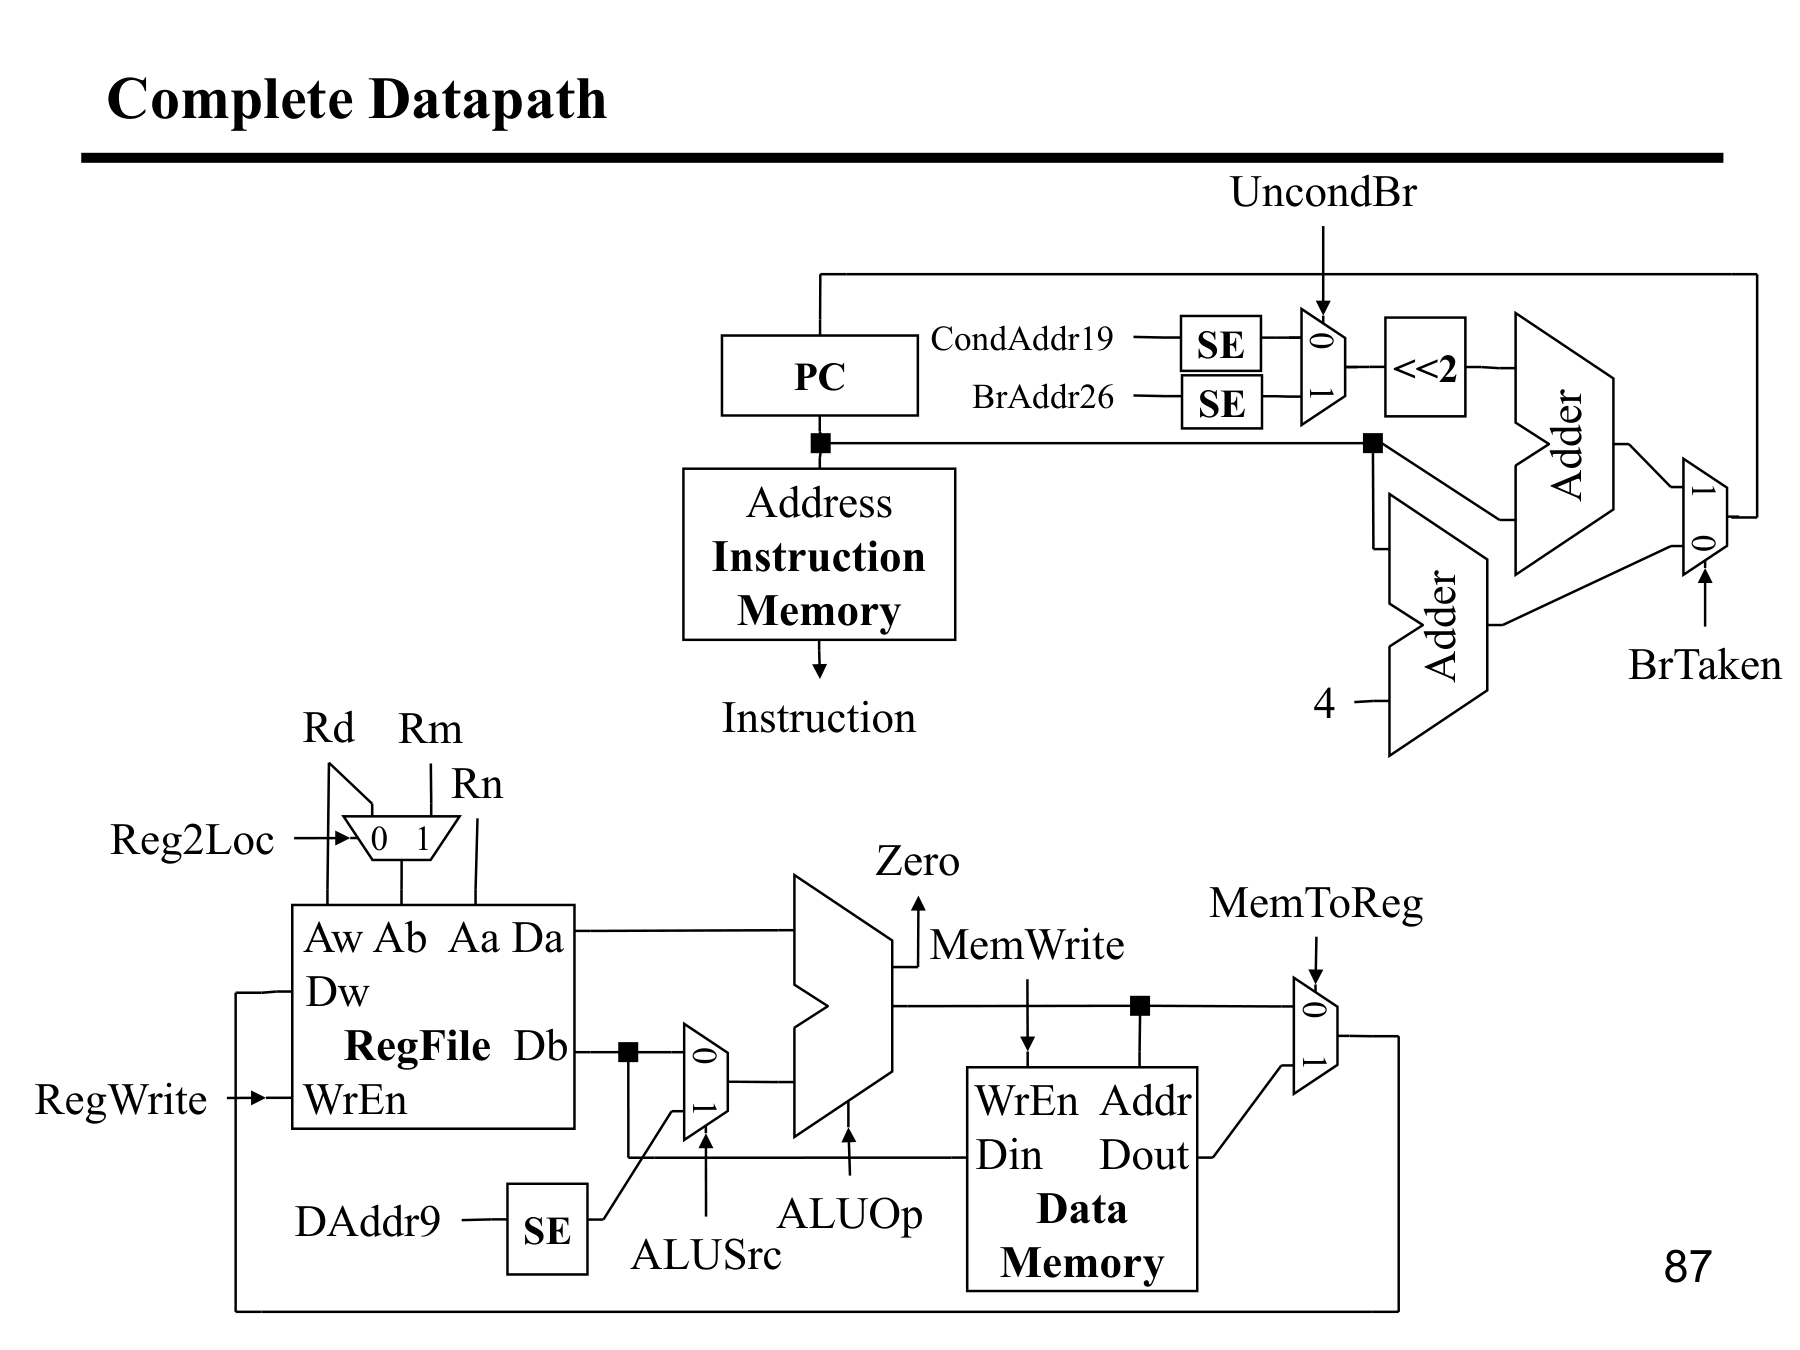 Complete Datapath
UncondBr
CondAddr19
SE
0
BrAddr26
SE
1
<<2
PC
Adder
1
0
Address
Instruction
Memory
Adder
4
BrTaken
Instruction
Rd
Rm
Rn
Reg2Loc
0 1
Zero
MemToReg
MemWrite
Aw Ab Aa Da
Dw
RegFile Db
RegWrite
WrEn
0
1
0
1
WrEn Addr
Din Dout
Data
Memory
DAddr9
SE
ALUSrc
ALUOp
87